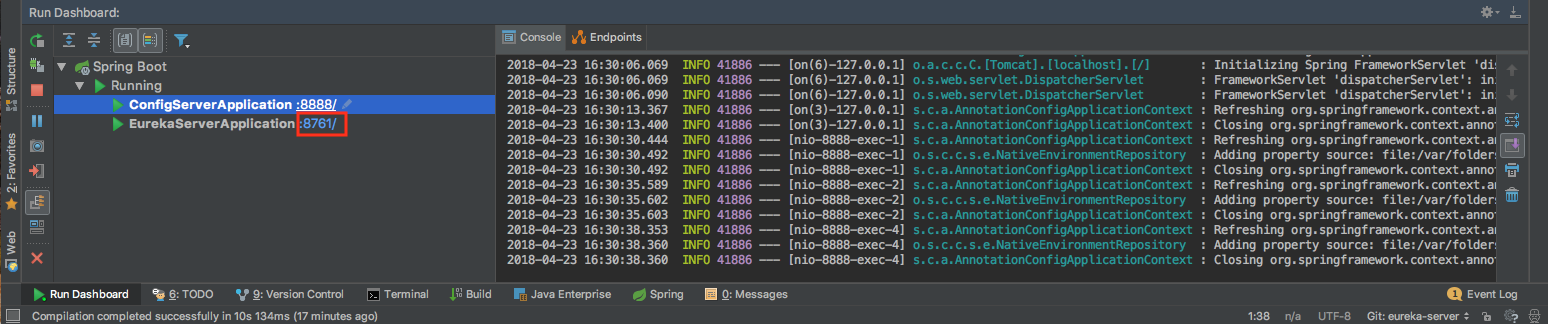 Run Dashboard:
Console Endpoints
Structure
2: Favorites
Web
Spring Boot
Running
ConfigServerApplication :8888/
EurekaServerApplication :8761/
2018-04-23 16:30:06.069 INFO 41886 --- [on(6)-127.0.0.1] o.a.c.c.C.[Tomcat].[localhost].[/] : Initializing Spring FrameworkServlet 'dis
2018-04-23 16:30:06.069 INFO 41886 --- [on(6)-127.0.0.1] o.s.web.servlet.DispatcherServlet : FrameworkServlet 'dispatcherServlet': ini
2018-04-23 16:30:06.090 INFO 41886 --- [on(6)-127.0.0.1] o.s.web.servlet.DispatcherServlet : FrameworkServlet 'dispatcherServlet': ini
2018-04-23 16:30:13.367 INFO 41886 --- [on(3)-127.0.0.1] s.c.a.AnnotationConfigApplicationContext : Refreshing org.springframework.context.an
2018-04-23 16:30:13.400 INFO 41886 --- [on(3)-127.0.0.1] s.c.a.AnnotationConfigApplicationContext : Closing org.springframework.context.annot
2018-04-23 16:30:30.444 INFO 41886 --- [nio-8888-exec-1] s.c.a.AnnotationConfigApplicationContext : Refreshing org.springframework.context.an
2018-04-23 16:30:30.492 INFO 41886 --- [nio-8888-exec-1] o.s.c.c.s.e.NativeEnvironmentRepository : Adding property source: file:/var/folders
2018-04-23 16:30:30.492 INFO 41886 --- [nio-8888-exec-1] s.c.a.AnnotationConfigApplicationContext : Closing org.springframework.context.annot
2018-04-23 16:30:35.589 INFO 41886 --- [nio-8888-exec-2] s.c.a.AnnotationConfigApplicationContext : Refreshing org.springframework.context.an
2018-04-23 16:30:35.602 INFO 41886 --- [nio-8888-exec-2] o.s.c.c.s.e.NativeEnvironmentRepository : Adding property source: file:/var/folders
2018-04-23 16:30:35.603 INFO 41886 --- [nio-8888-exec-2] s.c.a.AnnotationConfigApplicationContext : Closing org.springframework.context.annot
2018-04-23 16:30:38.353 INFO 41886 --- [nio-8888-exec-4] s.c.a.AnnotationConfigApplicationContext : Refreshing org.springframework.context.an
2018-04-23 16:30:38.360 INFO 41886 --- [nio-8888-exec-4] o.s.c.c.s.e.NativeEnvironmentRepository : Adding property source: file:/var/folders
2018-04-23 16:30:38.360 INFO 41886 --- [nio-8888-exec-4] s.c.a.AnnotationConfigApplicationContext : Closing org.springframework.context.annot
Run Dashboard 6: TODO 9: Version Control Terminal Build Java Enterprise Spring 0: Messages 1 Event Log
Compilation completed successfully in 10s 134ms (17 minutes ago) 1:38 n/a UTF-8 Git: eureka-server